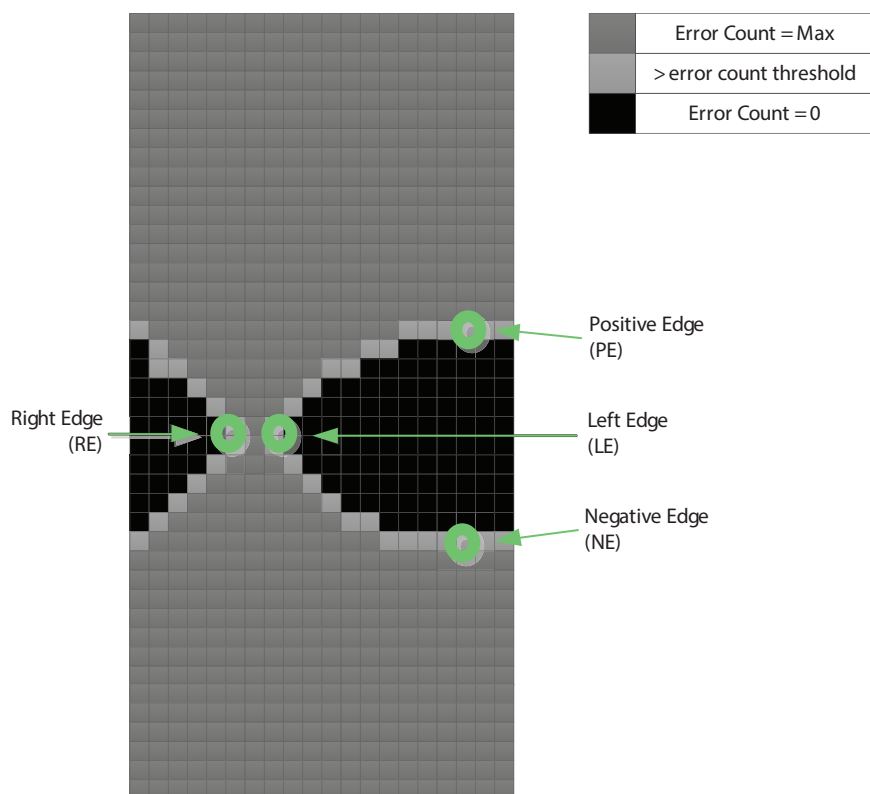 Error Count = Max
> error count threshold
Error Count = 0
Positive Edge
(PE)
Right Edge
(RE)
Left Edge
(LE)
Negative Edge
(NE)